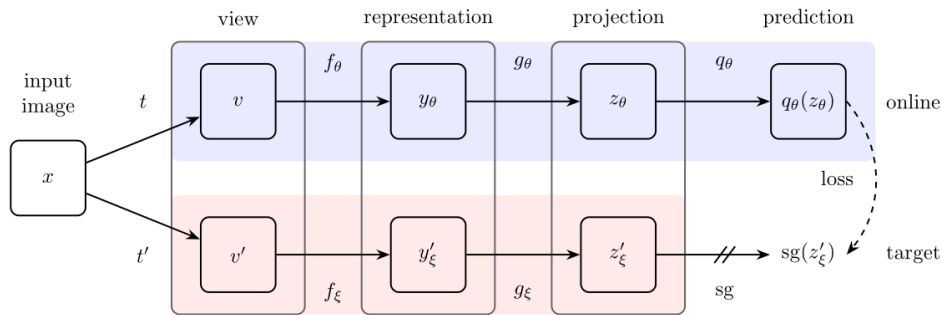 view representation projection prediction
input
image
t
f_θ g_θ q_θ
v y_θ z_θ q_θ(z_θ) online
x
loss
t′
v′ y′_ξ z′_ξ sg(z′_ξ) target
f_ξ g_ξ sg